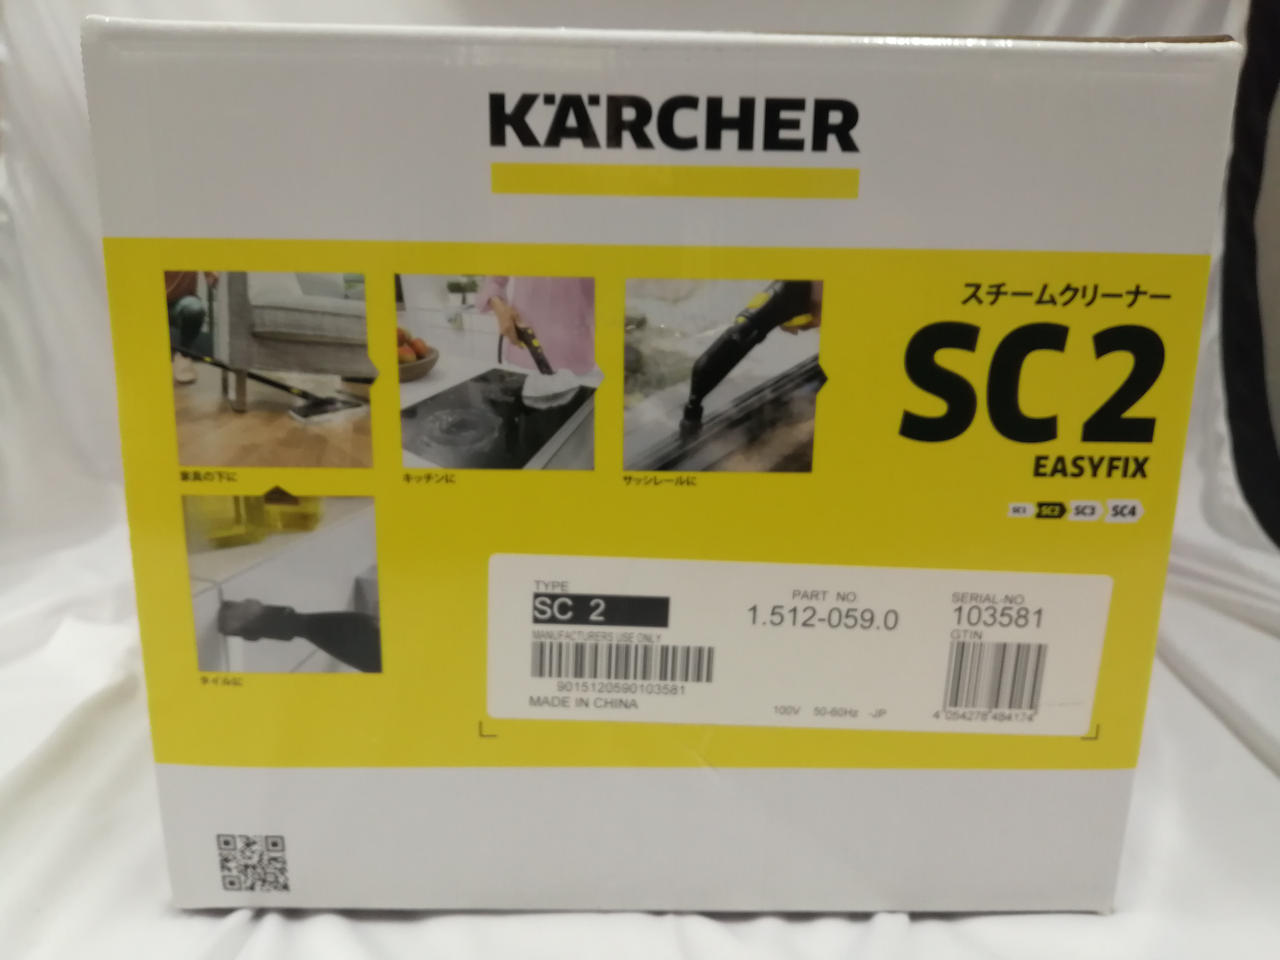 KÄRCHER
スチームクリーナー
SC 2
EASYFIX
SC1 SC2 SC3 SC4
家具の下に
キッチンに
サッシレールに
タイルに
TYPE
SC 2
MANUFACTURERS USE ONLY
9015120590103581
MADE IN CHINA
PART NO
1.512-059.0
100V 50-60Hz -JP
SERIAL-NO
103581
GTIN
4 054278 484174